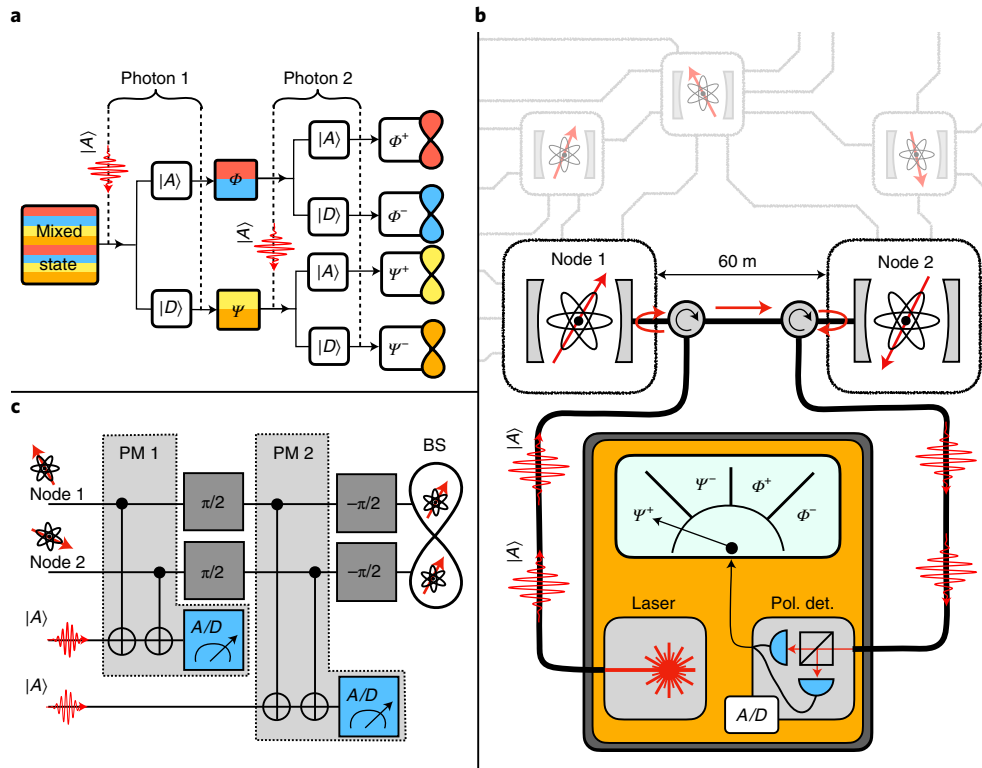 a
Photon 1
Photon 2
|A⟩
|A⟩
Φ
|A⟩
Φ⁺
Mixed
state
|A⟩
|D⟩
Φ⁻
|A⟩
Ψ⁺
|D⟩
Ψ
|D⟩
Ψ⁻
b
Node 1
60 m
Node 2
|A⟩
|A⟩
Ψ⁺
Ψ⁻
Φ⁺
Φ⁻
Laser
Pol. det.
A/D
c
PM 1
PM 2
BS
Node 1
π/2
−π/2
Node 2
π/2
−π/2
|A⟩
A/D
|A⟩
A/D